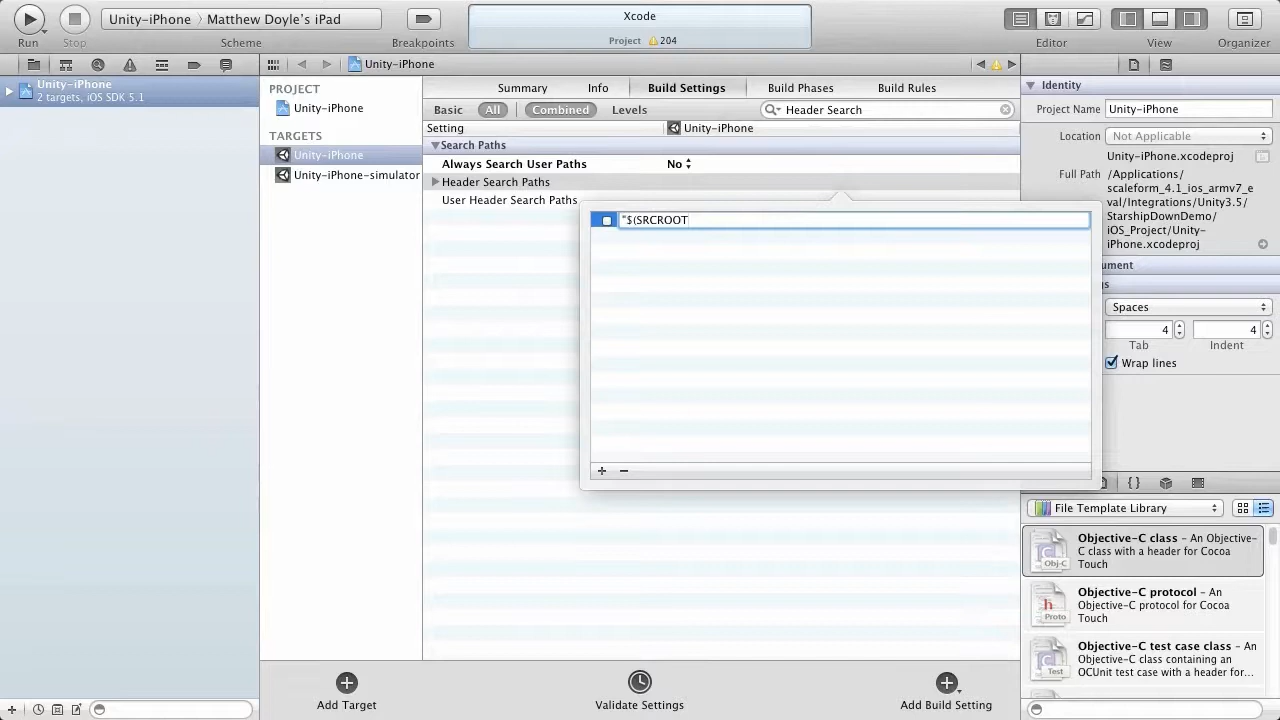 Unity-iPhone 〉 Matthew Doyle's iPad
Run
Stop
Scheme
Breakpoints
Xcode
Project 204
Editor
View
Organizer
Unity-iPhone
2 targets, iOS SDK 5.1
Unity-iPhone
PROJECT
Unity-iPhone
TARGETS
Unity-iPhone
Unity-iPhone-simulator
Summary
Info
Build Settings
Build Phases
Build Rules
Basic
All
Combined
Levels
Header Search
Setting
Unity-iPhone
Search Paths
Always Search User Paths
No
Header Search Paths
User Header Search Paths
"$(SRCROOT
+ −
Identity
Project Name Unity-iPhone
Location Not Applicable
Unity-iPhone.xcodeproj
Full Path /Applications/
scaleform_4.1_ios_armv7_e
val/Integrations/Unity3.5/
StarshipDownDemo/
iOS_Project/Unity-
iPhone.xcodeproj
ument
gs
Spaces
4
4
Tab
Indent
Wrap lines
{}
File Template Library
Objective-C class – An Objective-
C class with a header for Cocoa
Touch
Obj-C
Objective-C protocol – An
Objective-C protocol for Cocoa
Touch
h
Proto
Objective-C test case class – An
Objective-C class containing an
OCUnit test case with a header for...
C
Test
Add Target
Validate Settings
Add Build Setting